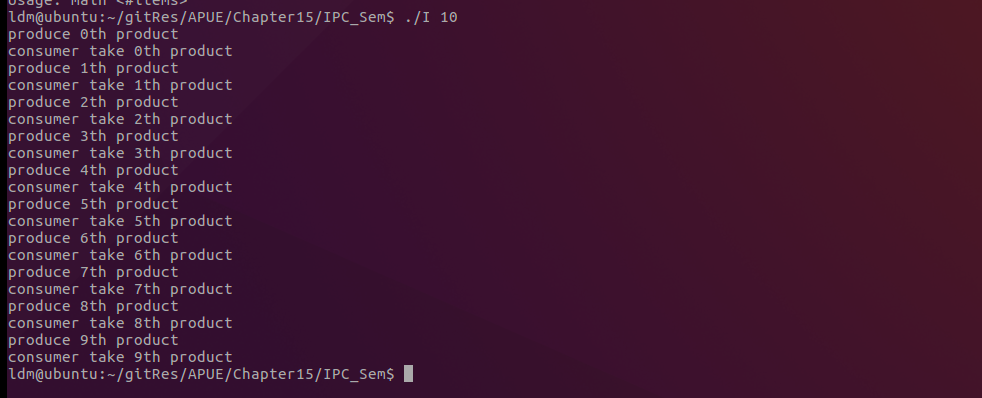 Usage: Main <#items>
ldm@ubuntu:~/gitRes/APUE/Chapter15/IPC_Sem$ ./I 10
produce 0th product
consumer take 0th product
produce 1th product
consumer take 1th product
produce 2th product
consumer take 2th product
produce 3th product
consumer take 3th product
produce 4th product
consumer take 4th product
produce 5th product
consumer take 5th product
produce 6th product
consumer take 6th product
produce 7th product
consumer take 7th product
produce 8th product
consumer take 8th product
produce 9th product
consumer take 9th product
ldm@ubuntu:~/gitRes/APUE/Chapter15/IPC_Sem$